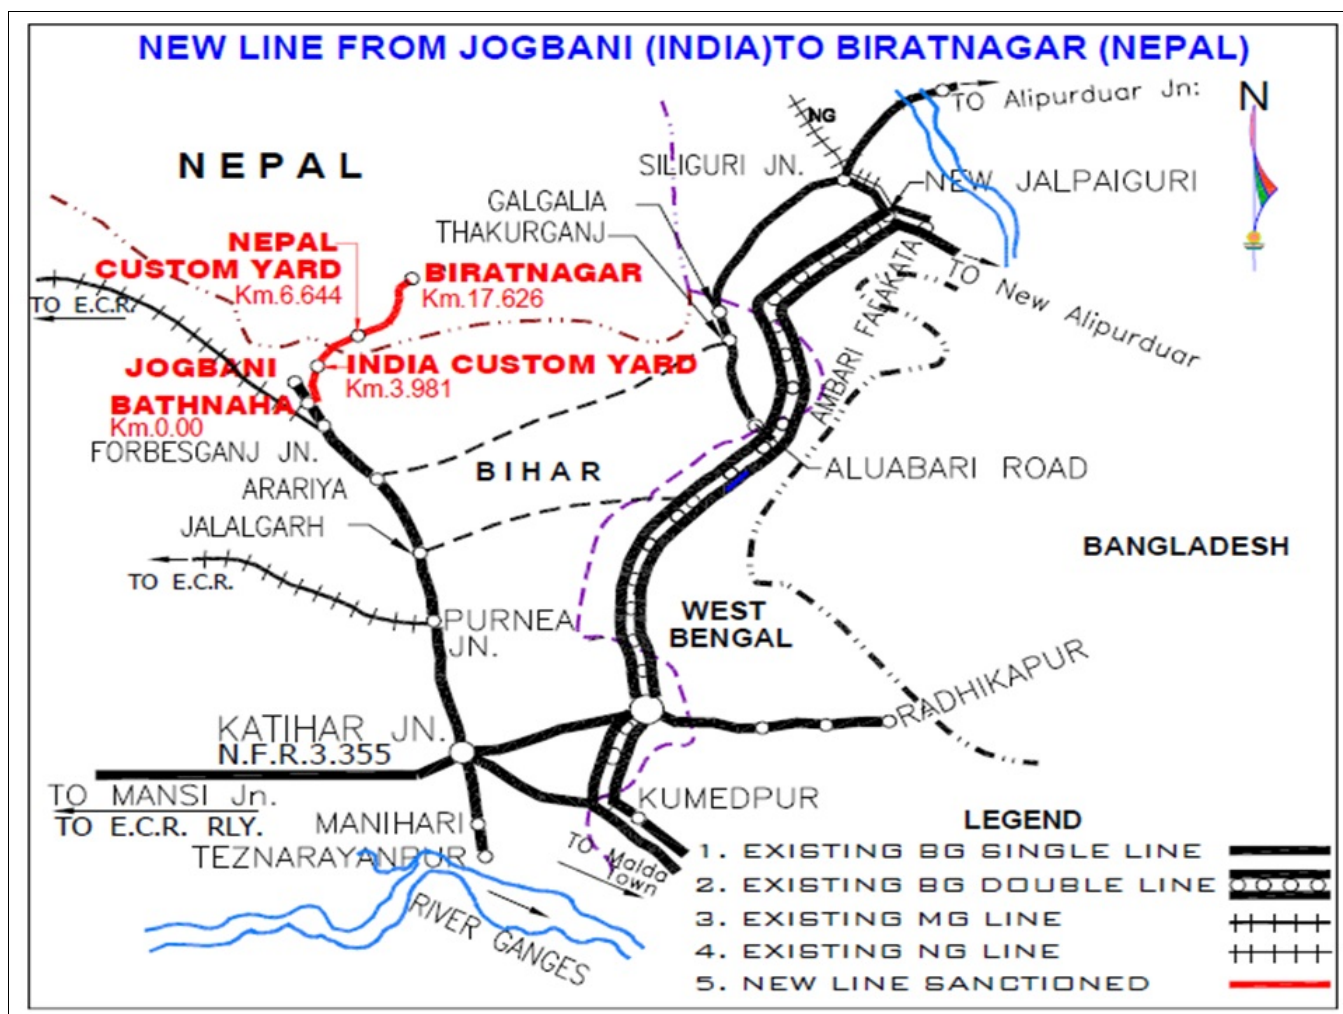 NEW LINE FROM JOGBANI (INDIA)TO BIRATNAGAR (NEPAL)
TO Alipurduar Jn:
N
NG
NEPAL
SILIGURI JN.
NEW JALPAIGURI
GALGALIA
THAKURGANJ
NEPAL
CUSTOM YARD
Km.6.644
BIRATNAGAR
Km.17.626
TO E.C.R.
TO New Alipurduar
AMBARI FALAKATA
JOGBANI
INDIA CUSTOM YARD
Km.3.981
BATHNAHA
Km.0.00
FORBESGANJ JN.
ARARIYA
BIHAR
ALUABARI ROAD
JALALGARH
BANGLADESH
TO E.C.R.
PURNEA
JN.
WEST
BENGAL
RADHIKAPUR
KATIHAR JN.
N.F.R.3.355
TO MANSI Jn.
TO E.C.R. RLY.
KUMEDPUR
MANIHARI
TEZNARAYANPUR
TO Malda
Town
RIVER GANGES
LEGEND
1. EXISTING BG SINGLE LINE
2. EXISTING BG DOUBLE LINE
3. EXISTING MG LINE
4. EXISTING NG LINE
5. NEW LINE SANCTIONED